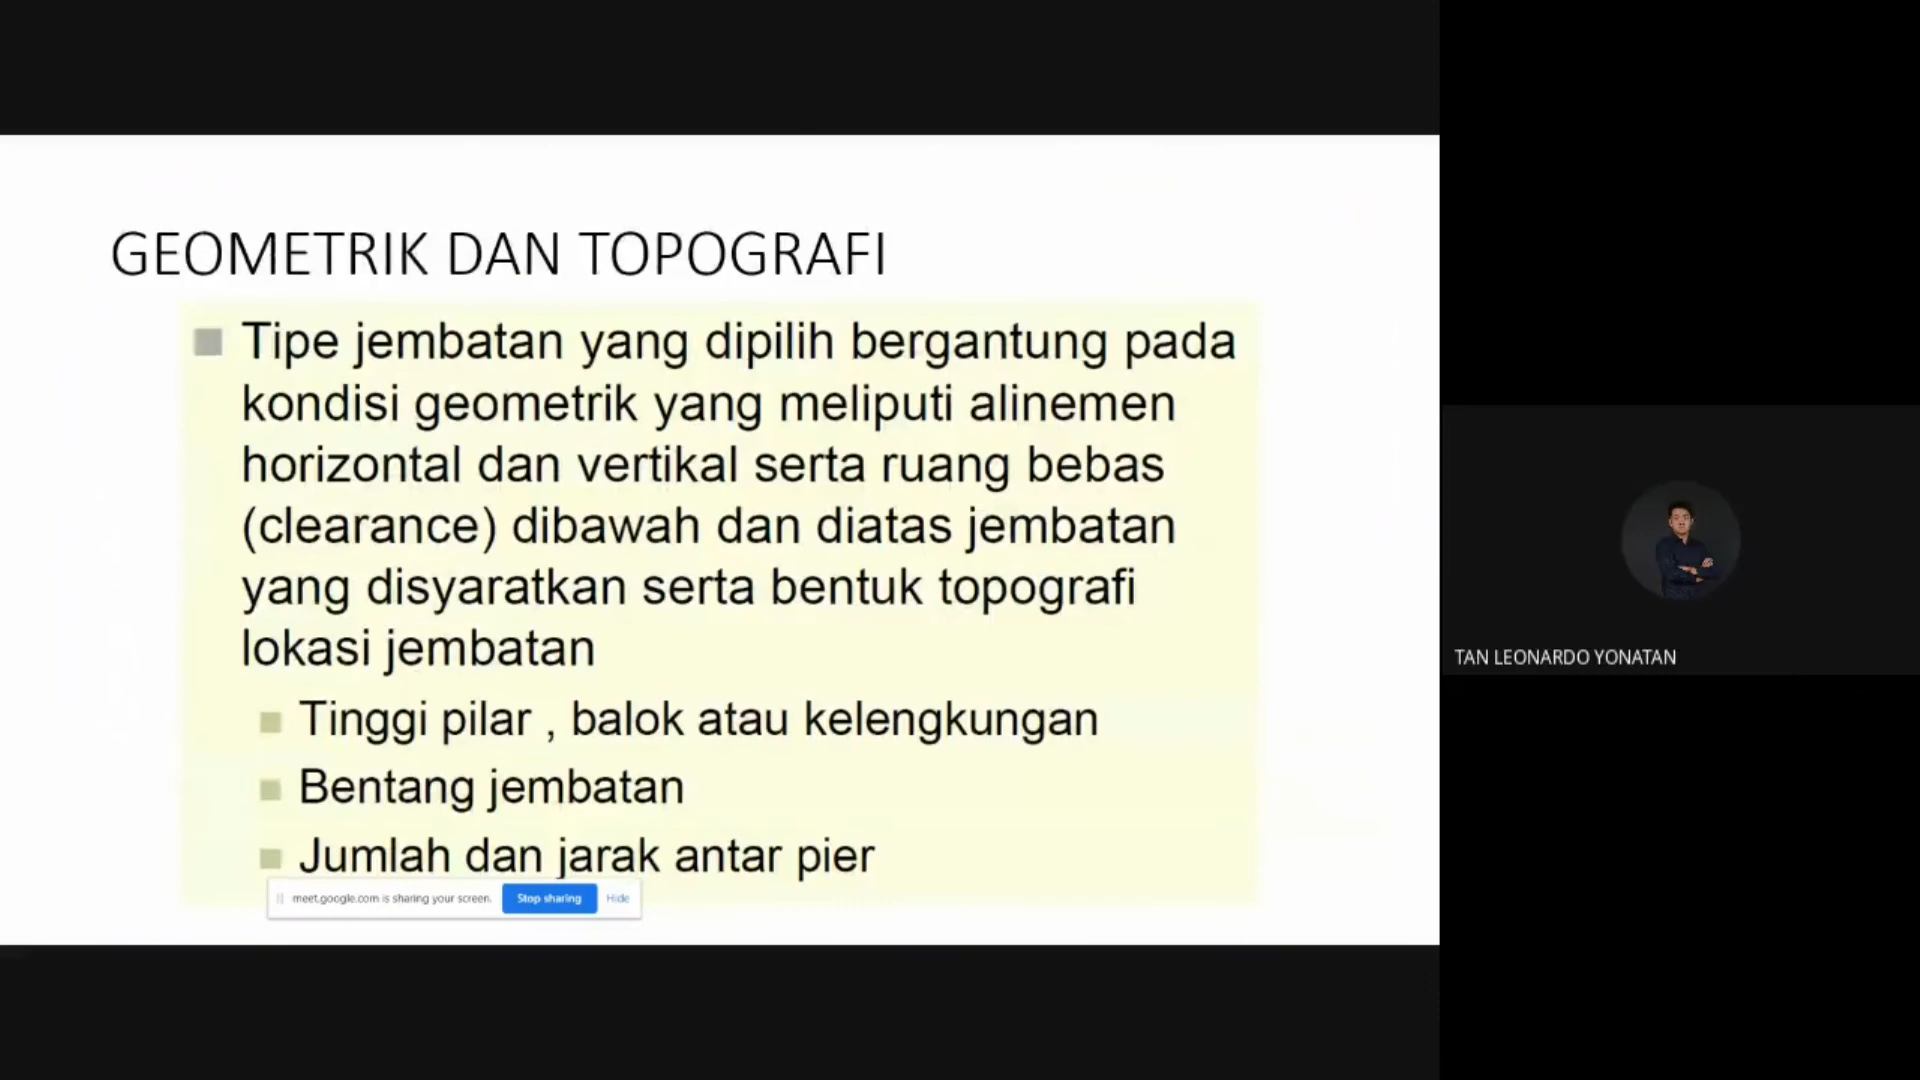 GEOMETRIK DAN TOPOGRAFI
Tipe jembatan yang dipilih bergantung pada
kondisi geometrik yang meliputi alinemen
horizontal dan vertikal serta ruang bebas
(clearance) dibawah dan diatas jembatan
yang disyaratkan serta bentuk topografi
lokasi jembatan
Tinggi pilar , balok atau kelengkungan
Bentang jembatan
Jumlah dan jarak antar pier
meet.google.com is sharing your screen. Stop sharing Hide
TAN LEONARDO YONATAN